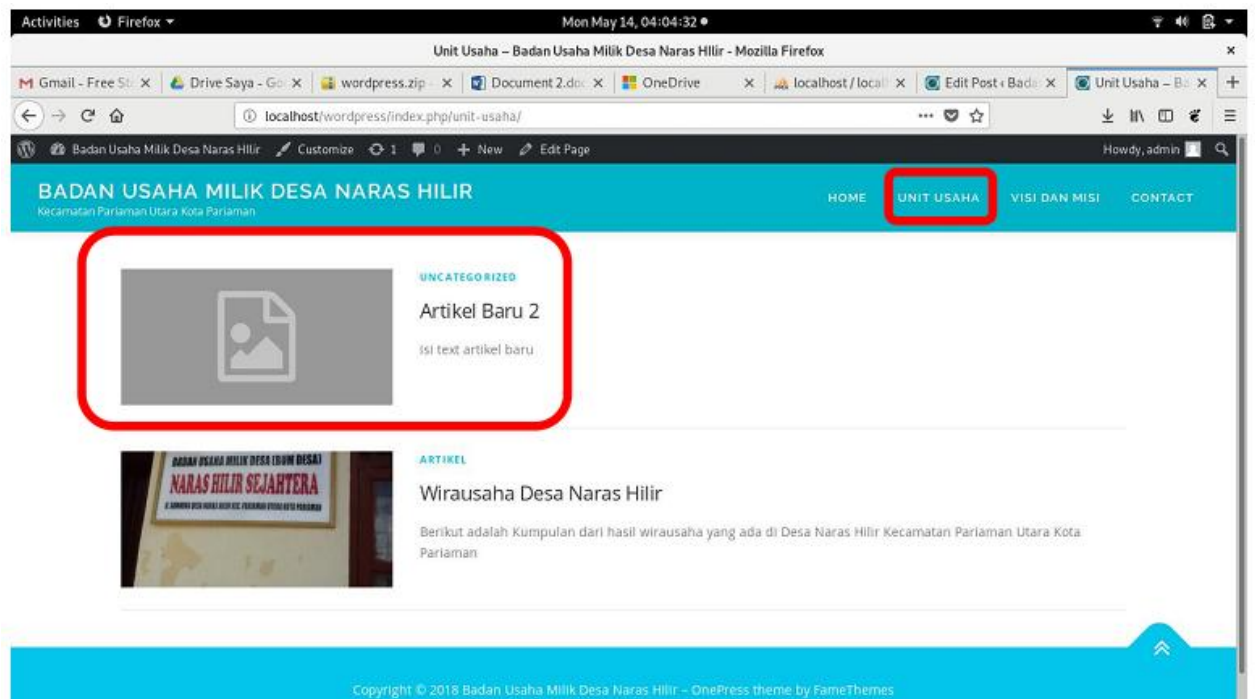 Activities Firefox Mon May 14, 04:04:32
Unit Usaha – Badan Usaha Milik Desa Naras HIlir - Mozilla Firefox
Gmail - Free St Drive Saya - Go wordpress.zip - Document 2.doc OneDrive localhost / local Edit Post ‹ Bada Unit Usaha – Ba
localhost/wordpress/index.php/unit-usaha/
Badan Usaha Milik Desa Naras HIlir Customize 1 0 New Edit Page Howdy, admin
BADAN USAHA MILIK DESA NARAS HILIR
Kecamatan Pariaman Utara Kota Pariaman
HOME UNIT USAHA VISI DAN MISI CONTACT
UNCATEGORIZED
Artikel Baru 2
Isi text artikel baru
BADAN USAHA MILIK DESA (BUM DESA)
NARAS HILIR SEJAHTERA
ARTIKEL
Wirausaha Desa Naras Hilir
Berikut adalah Kumpulan dari hasil wirausaha yang ada di Desa Naras Hilir Kecamatan Pariaman Utara Kota
Pariaman
Copyright © 2018 Badan Usaha Milik Desa Naras HIlir – OnePress theme by FameThemes